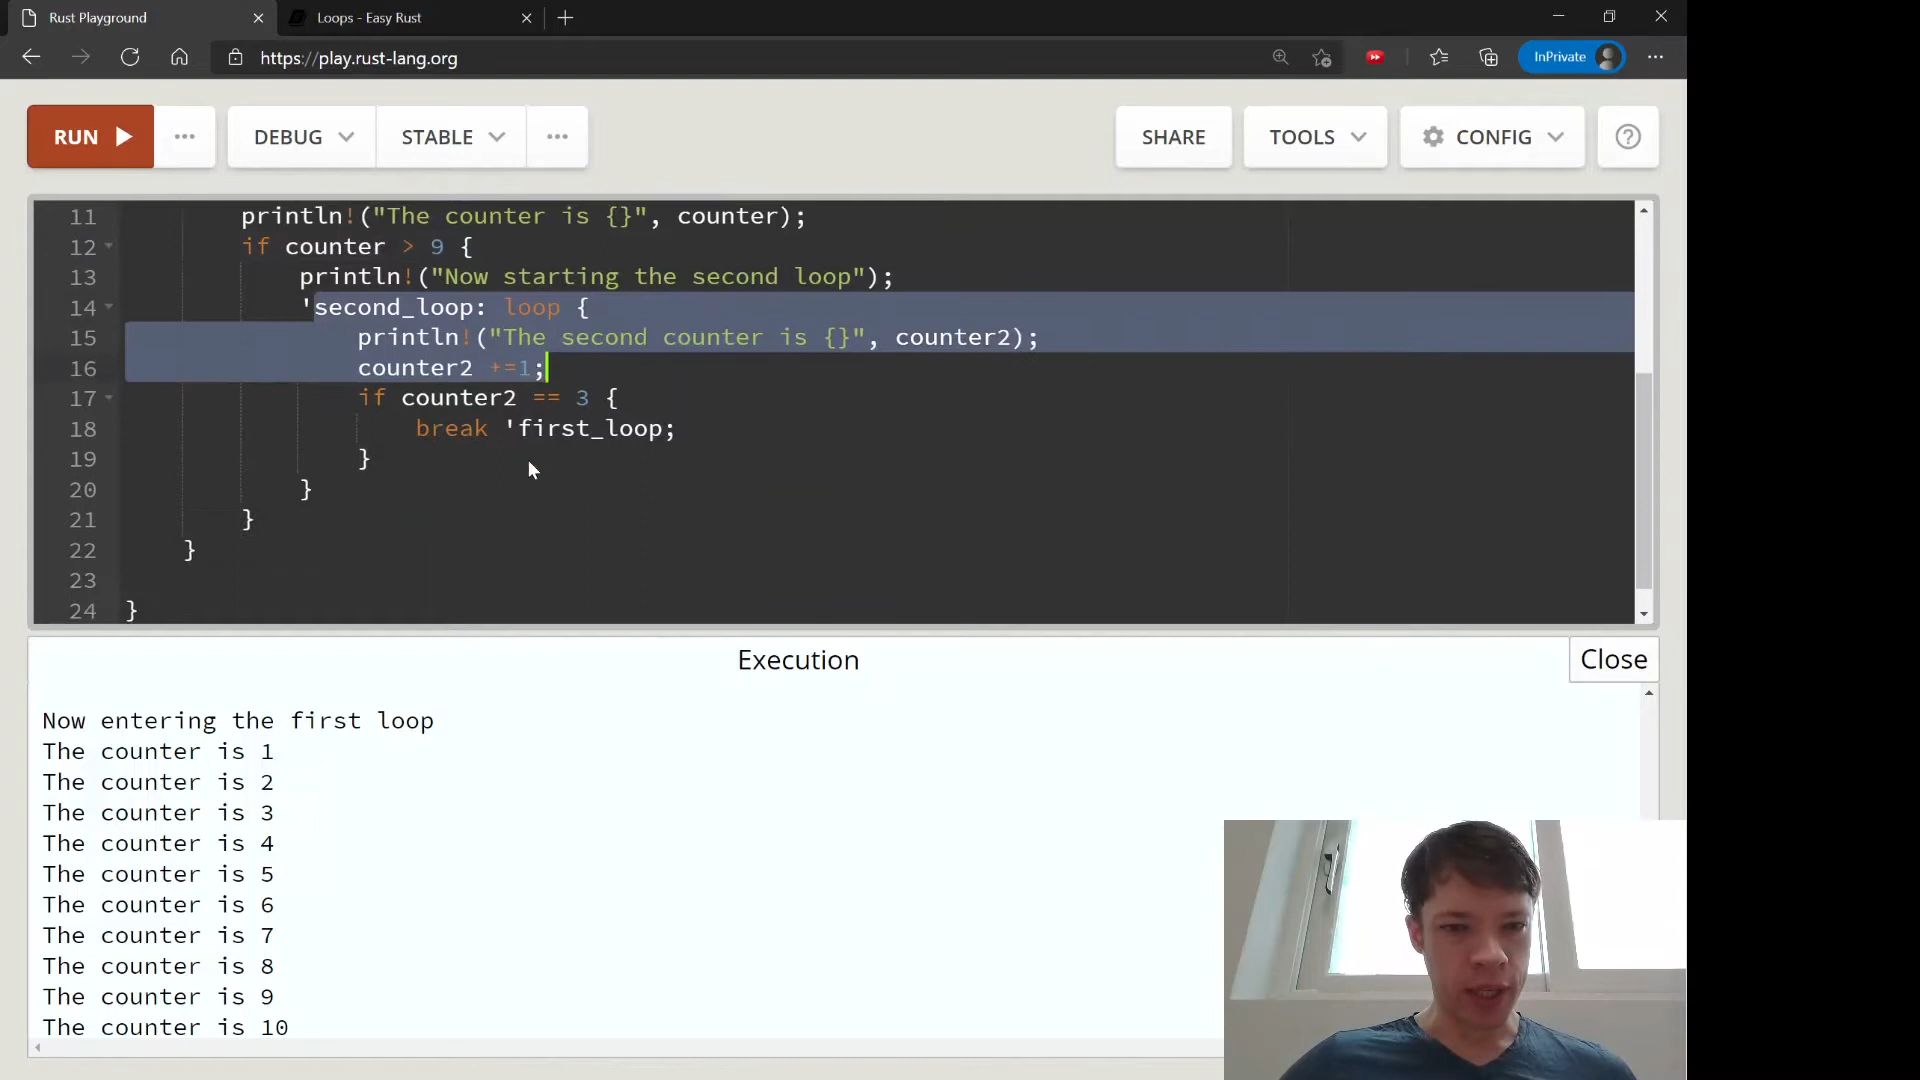 Rust Playground
Loops - Easy Rust
https://play.rust-lang.org
InPrivate
RUN
DEBUG
STABLE
SHARE
TOOLS
CONFIG
11 println!("The counter is {}", counter);
12 if counter > 9 {
13 println!("Now starting the second loop");
14 'second_loop: loop {
15 println!("The second counter is {}", counter2);
16 counter2 +=1;
17 if counter2 == 3 {
18 break 'first_loop;
19 }
20 }
21 }
22 }
23
24 }
Execution
Close
Now entering the first loop
The counter is 1
The counter is 2
The counter is 3
The counter is 4
The counter is 5
The counter is 6
The counter is 7
The counter is 8
The counter is 9
The counter is 10